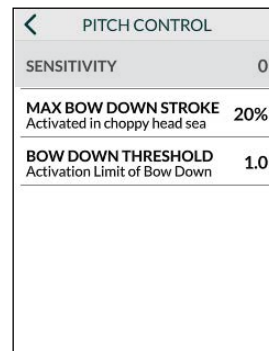 PITCH CONTROL
SENSITIVITY 0
MAX BOW DOWN STROKE 20%
Activated in choppy head sea
BOW DOWN THRESHOLD 1.0
Activation Limit of Bow Down